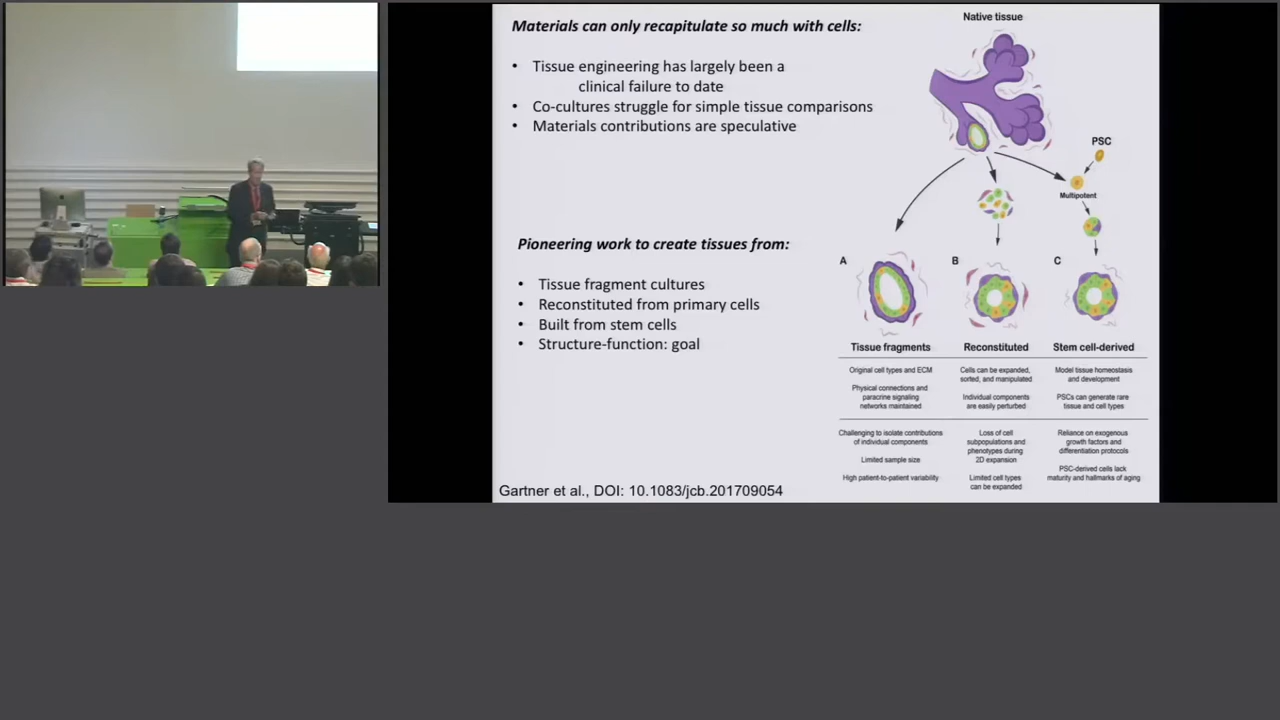 Materials can only recapitulate so much with cells:
• Tissue engineering has largely been a
clinical failure to date
• Co-cultures struggle for simple tissue comparisons
• Materials contributions are speculative
Pioneering work to create tissues from:
• Tissue fragment cultures
• Reconstituted from primary cells
• Built from stem cells
• Structure-function: goal
Gartner et al., DOI: 10.1083/jcb.201709054
Native tissue
PSC
Multipotent
A
B
C
Tissue fragments
Reconstituted
Stem cell-derived
Original cell types and ECM
Physical connections and
paracrine signaling
networks maintained
Cells can be expanded,
sorted, and manipulated
Individual components
are easily perturbed
Model tissue homeostasis
and development
PSCs can generate rare
tissue and cell types
Challenging to isolate contributions
of individual components
Limited sample size
High patient-to-patient variability
Loss of cell
subpopulations and
phenotypes during
2D expansion
Limited cell types
can be expanded
Reliance on exogenous
growth factors and
differentiation protocols
PSC-derived cells lack
maturity and hallmarks of aging